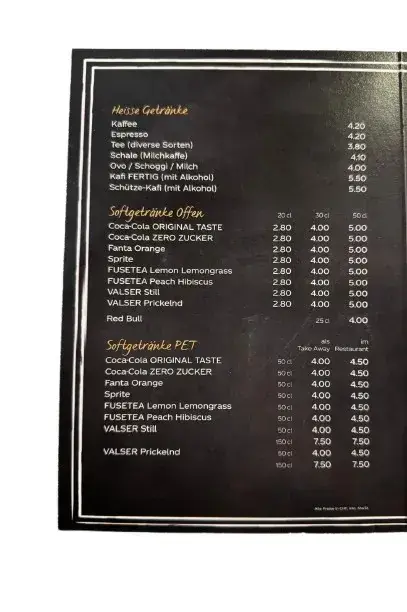 Heisse Getränke
Kaffee 4.20
Espresso 4.20
Tee (diverse Sorten) 3.80
Schale (Milchkaffe) 4.10
Ovo / Schoggi / Milch 4.00
Kafi FERTIG (mit Alkohol) 5.50
Schütze-Kafi (mit Alkohol) 5.50
Softgetränke Offen 20 cl 30 cl 50 cl
Coca-Cola ORIGINAL TASTE 2.80 4.00 5.00
Coca-Cola ZERO ZUCKER 2.80 4.00 5.00
Fanta Orange 2.80 4.00 5.00
Sprite 2.80 4.00 5.00
FUSETEA Lemon Lemongrass 2.80 4.00 5.00
FUSETEA Peach Hibiscus 2.80 4.00 5.00
VALSER Still 2.80 4.00 5.00
VALSER Prickelnd 2.80 4.00 5.00
Red Bull 25 cl 4.00
Softgetränke PET als Take Away im Restaurant
Coca-Cola ORIGINAL TASTE 50 cl 4.00 4.50
Coca-Cola ZERO ZUCKER 50 cl 4.00 4.50
Fanta Orange 50 cl 4.00 4.50
Sprite 50 cl 4.00 4.50
FUSETEA Lemon Lemongrass 50 cl 4.00 4.50
FUSETEA Peach Hibiscus 50 cl 4.00 4.50
VALSER Still 50 cl 4.00 4.50
150 cl 7.50 7.50
VALSER Prickelnd 50 cl 4.00 4.50
150 cl 7.50 7.50
Alle Preise in CHF, inkl. MwSt.